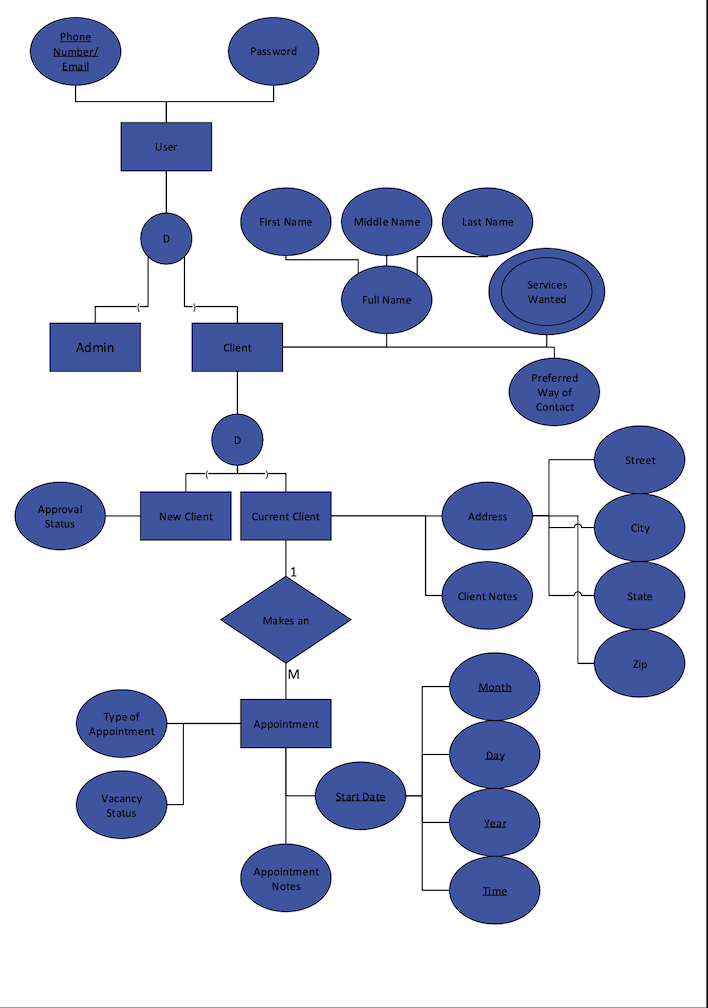 Phone
Number/
Email
Password
User
D
First Name
Middle Name
Last Name
Services
Wanted
Full Name
Admin
Client
Preferred
Way of
Contact
D
Street
Approval
Status
New Client
Current Client
Address
City
Client Notes
State
1
Makes an
Zip
M
Month
Type of
Appointment
Appointment
Day
Vacancy
Status
Start Date
Year
Appointment
Notes
Time